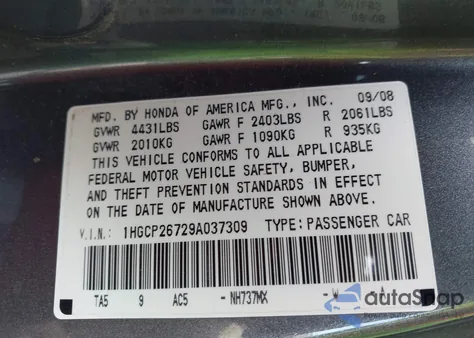 MFD. BY HONDA OF AMERICA MFG., INC. 09/08
GVWR 4431LBS GAWR F 2403LBS R 2061LBS
GVWR 2010KG GAWR F 1090KG R 935KG
THIS VEHICLE CONFORMS TO ALL APPLICABLE
FEDERAL MOTOR VEHICLE SAFETY, BUMPER,
AND THEFT PREVENTION STANDARDS IN EFFECT
ON THE DATE OF MANUFACTURE SHOWN ABOVE.
V.I.N.: 1HGCP26729A037309 TYPE: PASSENGER CAR
TA5 9 AC5 -NH737MX -W -A
autoSnap